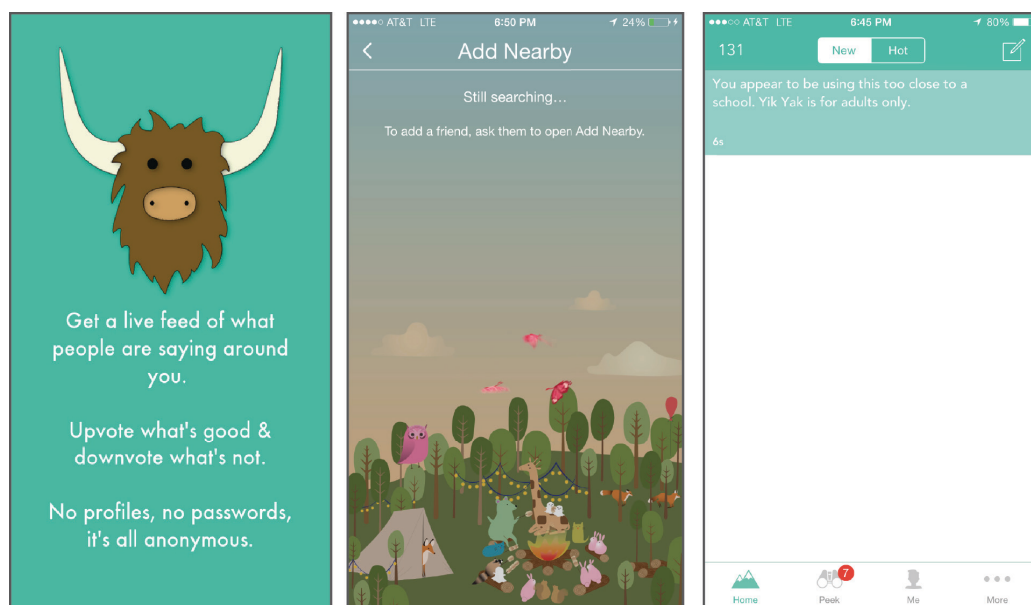 Get a live feed of what
people are saying around
you.
Upvote what's good &
downvote what's not.
No profiles, no passwords,
it's all anonymous.
AT&T LTE 6:50 PM 24%
Add Nearby
Still searching...
To add a friend, ask them to open Add Nearby.
AT&T LTE 6:45 PM 80%
131 New Hot
You appear to be using this too close to a
school. Yik Yak is for adults only.
6s
7
Home Peek Me More